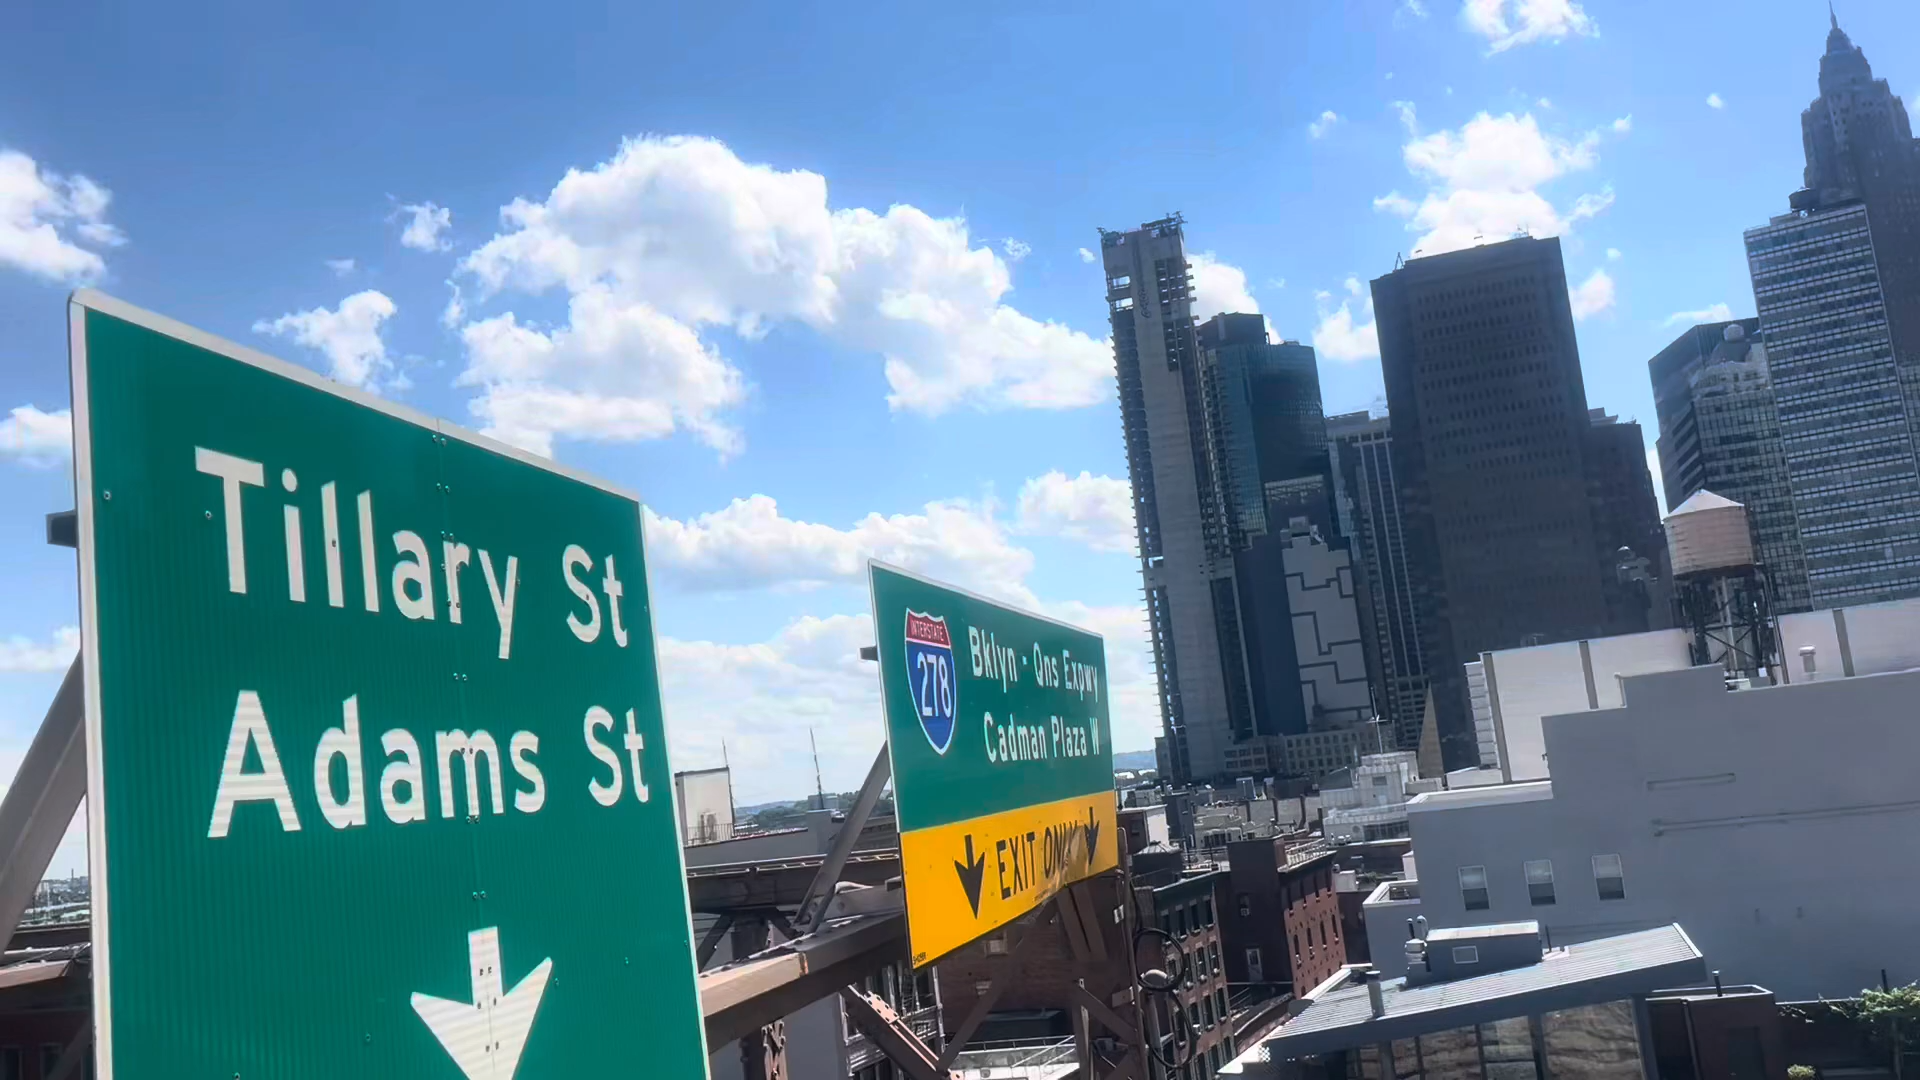 Tillary St
Adams St
INTERSTATE
278
Bklyn - Qns Expwy
Cadman Plaza W
EXIT ONLY